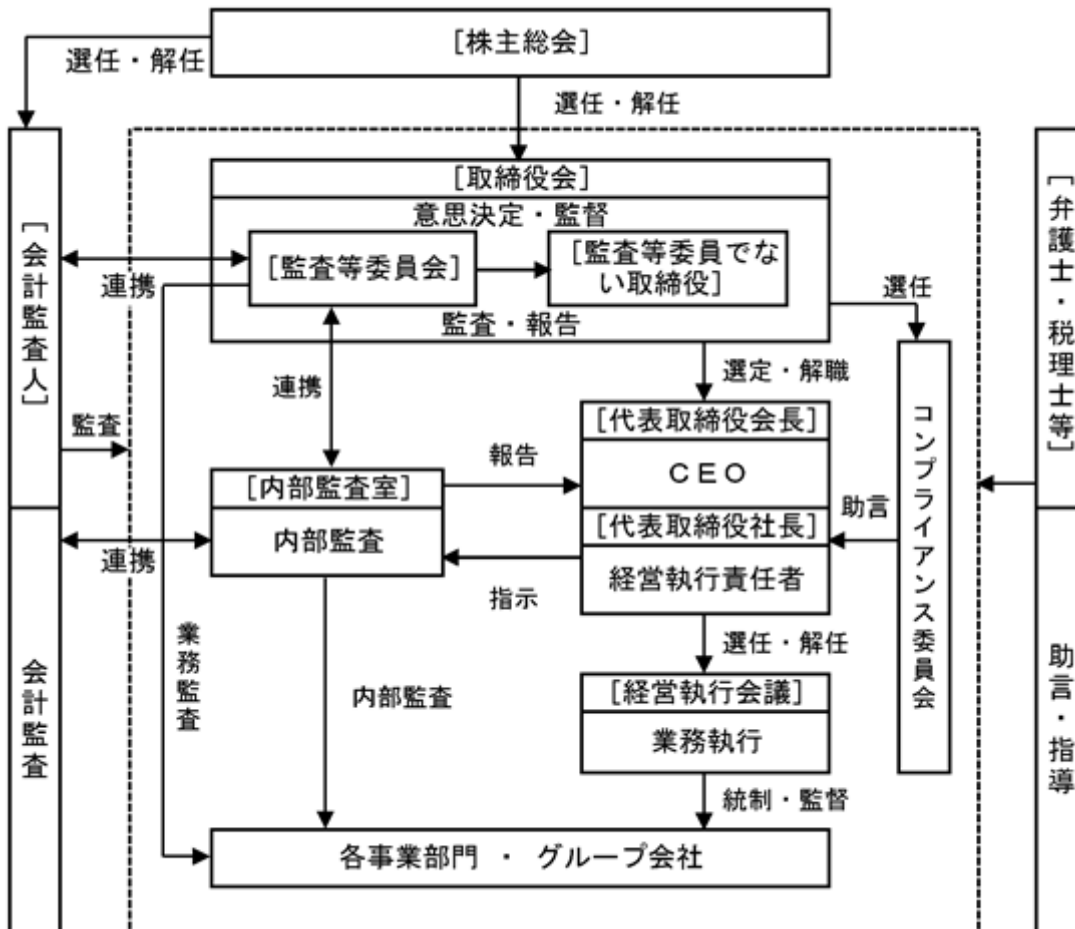 [株主総会]
選任・解任
選任・解任
[取締役会]
意思決定・監督
[監査等委員会]
[監査等委員でな
い取締役]
監査・報告
連携
選任
[会計監査人]
[弁護士・税理士等]
連携
選定・解職
[代表取締役会長]
CEO
監査
報告
[内部監査室]
内部監査
[代表取締役社長]
経営執行責任者
助言
コンプライアンス委員会
連携
指示
業務監査
内部監査
選任・解任
[経営執行会議]
業務執行
会計監査
助言・指導
統制・監督
各事業部門 ・ グループ会社